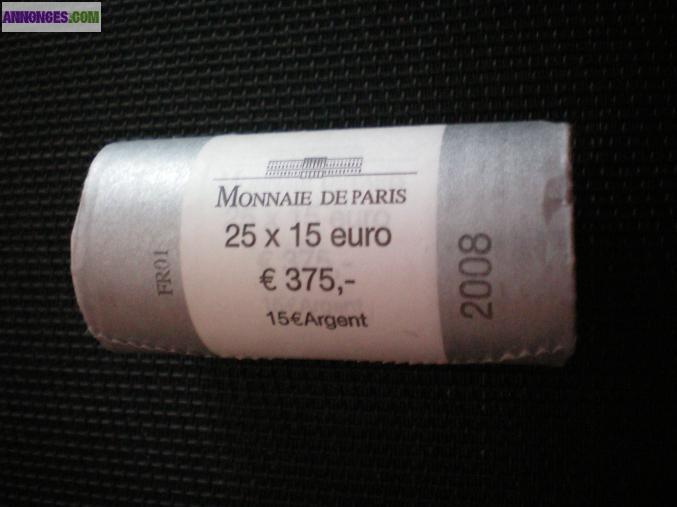 ANNONCES.COM
MONNAIE DE PARIS
25 x 15 euro
€ 375,-
15€Argent
FR01
2008